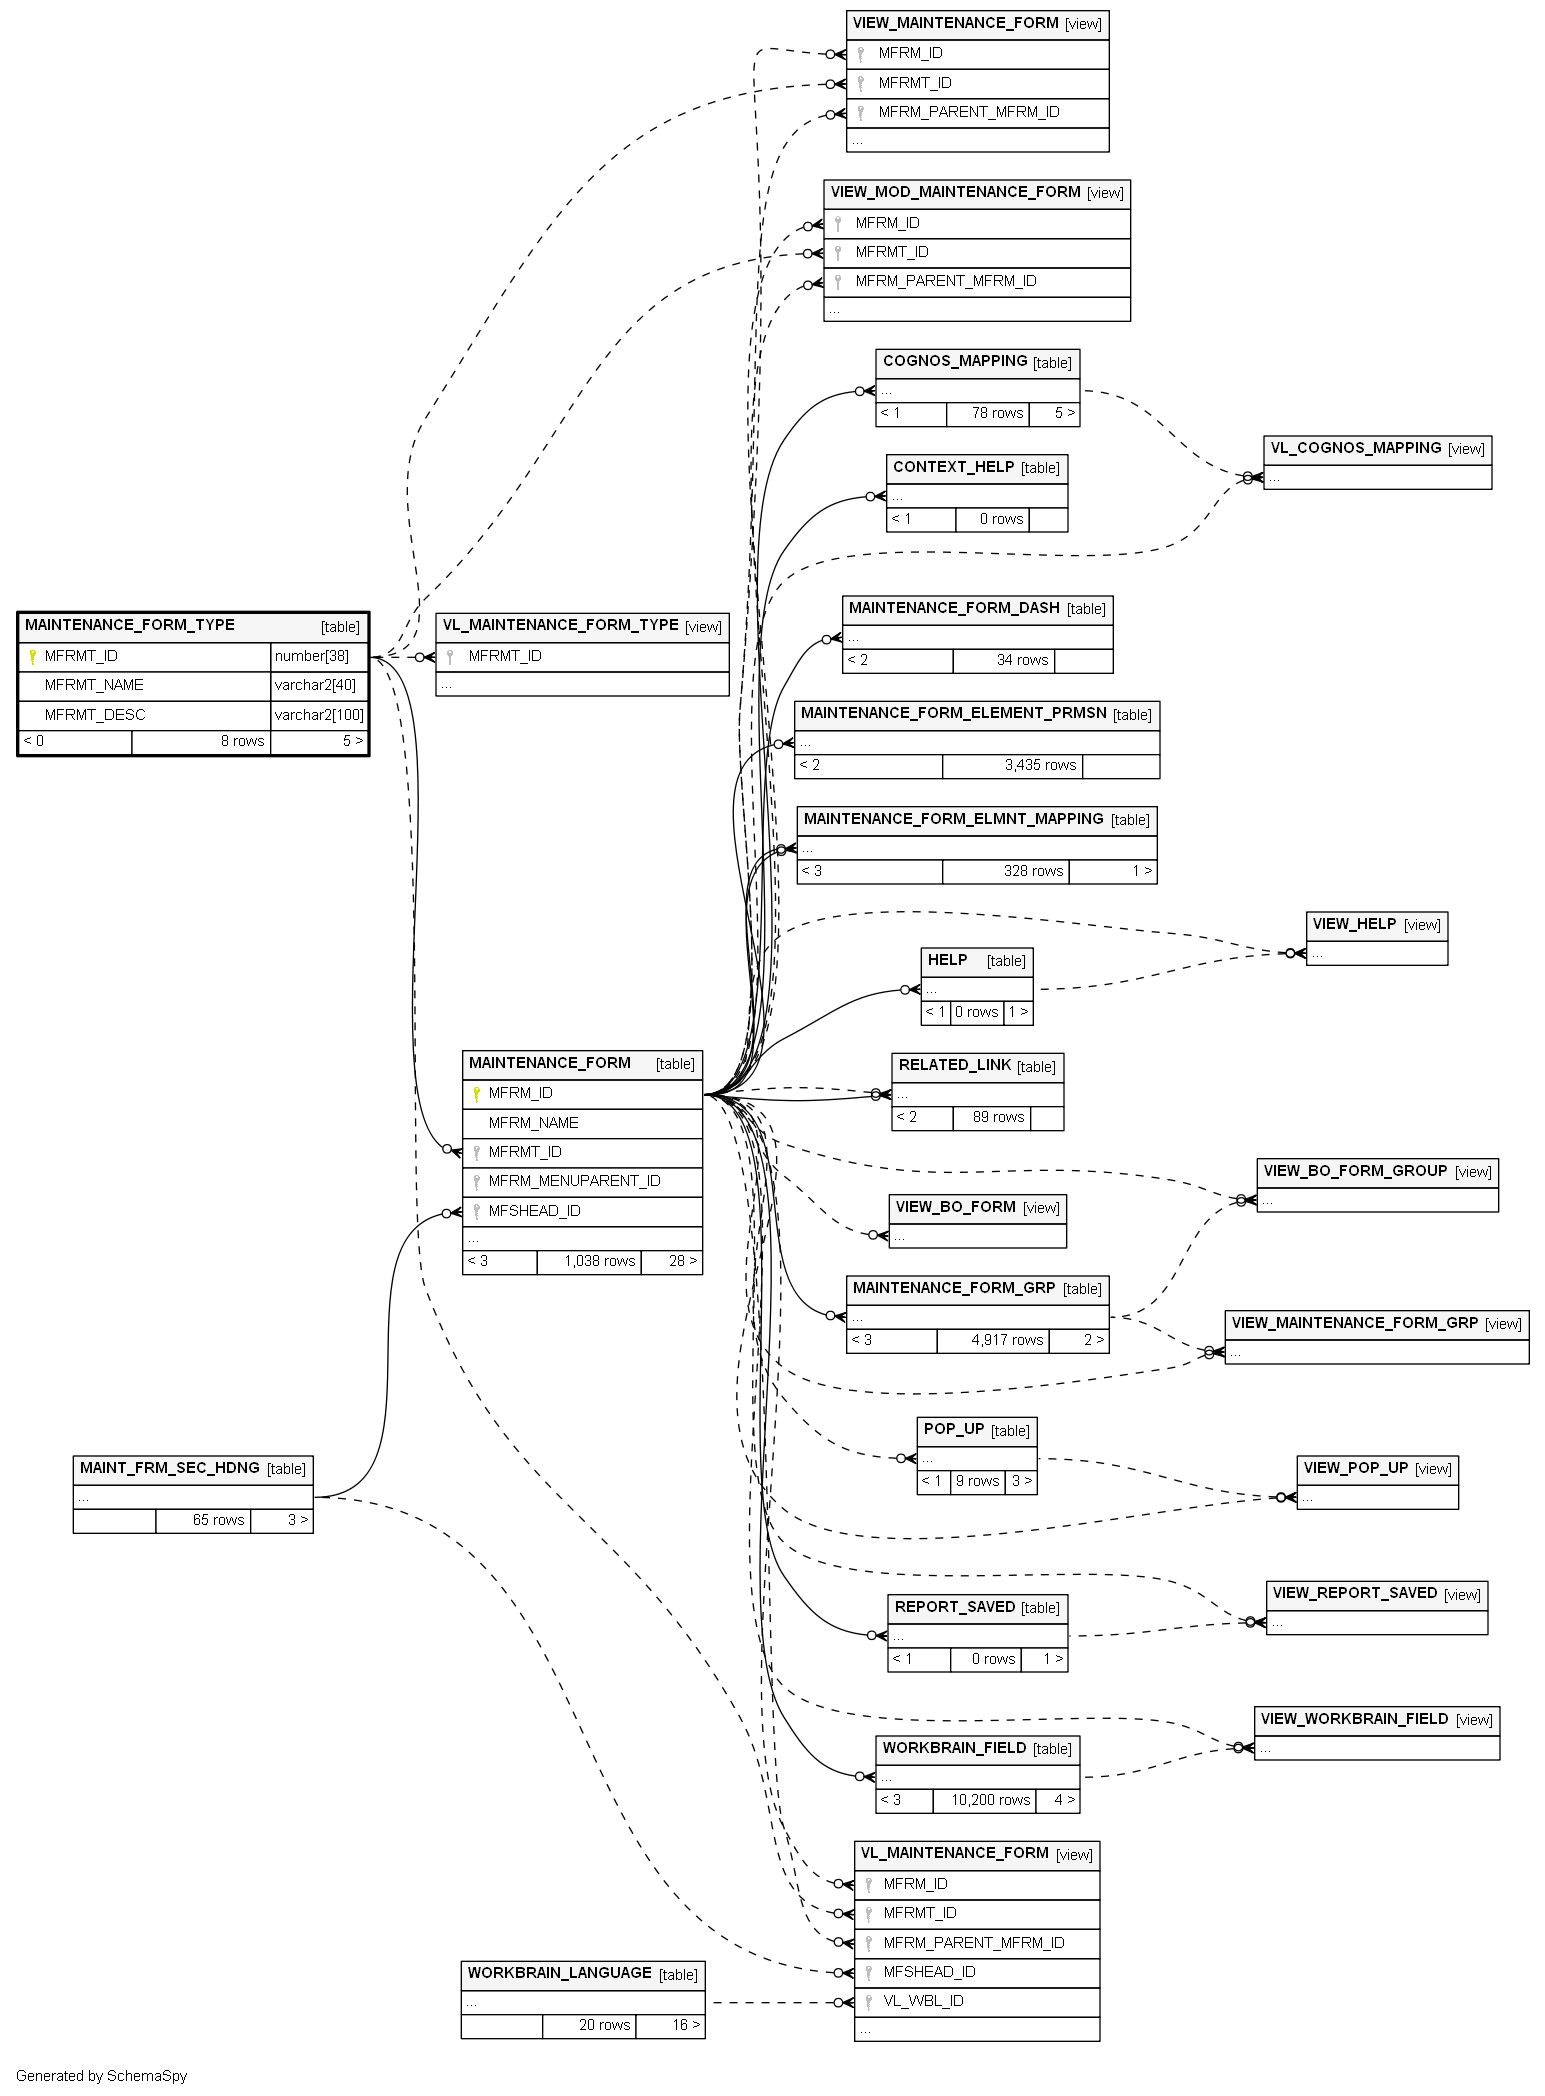 VIEW_MAINTENANCE_FORM [view]
MFRM_ID
MFRMT_ID
MFRM_PARENT_MFRM_ID
...
VIEW_MOD_MAINTENANCE_FORM [view]
MFRM_ID
MFRMT_ID
MFRM_PARENT_MFRM_ID
...
COGNOS_MAPPING [table]
...
< 1 78 rows 5 >
VL_COGNOS_MAPPING [view]
...
CONTEXT_HELP [table]
...
< 1 0 rows
MAINTENANCE_FORM_TYPE [table]
MFRMT_ID number[38]
MFRMT_NAME varchar2[40]
MFRMT_DESC varchar2[100]
< 0 8 rows 5 >
VL_MAINTENANCE_FORM_TYPE [view]
MFRMT_ID
...
MAINTENANCE_FORM_DASH [table]
...
< 2 34 rows
MAINTENANCE_FORM_ELEMENT_PRMSN [table]
...
< 2 3,435 rows
MAINTENANCE_FORM_ELMNT_MAPPING [table]
...
< 3 328 rows 1 >
VIEW_HELP [view]
...
HELP [table]
...
< 1 0 rows 1 >
MAINTENANCE_FORM [table]
MFRM_ID
MFRM_NAME
MFRMT_ID
MFRM_MENUPARENT_ID
MFSHEAD_ID
...
< 3 1,038 rows 28 >
RELATED_LINK [table]
...
< 2 89 rows
VIEW_BO_FORM_GROUP [view]
...
VIEW_BO_FORM [view]
...
MAINTENANCE_FORM_GRP [table]
...
< 3 4,917 rows 2 >
VIEW_MAINTENANCE_FORM_GRP [view]
...
POP_UP [table]
...
< 1 9 rows 3 >
MAINT_FRM_SEC_HDNG [table]
...
65 rows 3 >
VIEW_POP_UP [view]
...
VIEW_REPORT_SAVED [view]
...
REPORT_SAVED [table]
...
< 1 0 rows 1 >
VIEW_WORKBRAIN_FIELD [view]
...
WORKBRAIN_FIELD [table]
...
< 3 10,200 rows 4 >
VL_MAINTENANCE_FORM [view]
MFRM_ID
MFRMT_ID
MFRM_PARENT_MFRM_ID
MFSHEAD_ID
VL_WBL_ID
...
WORKBRAIN_LANGUAGE [table]
...
20 rows 16 >
Generated by SchemaSpy